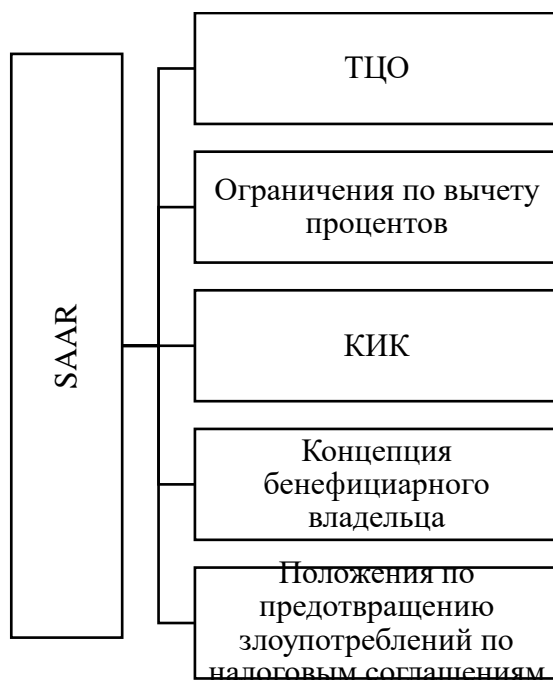 SAAR
ТЦО
Ограничения по вычету
процентов
КИК
Концепция
бенефициарного
владельца
Положения по
предотвращению
злоупотреблений по
налоговым соглашениям